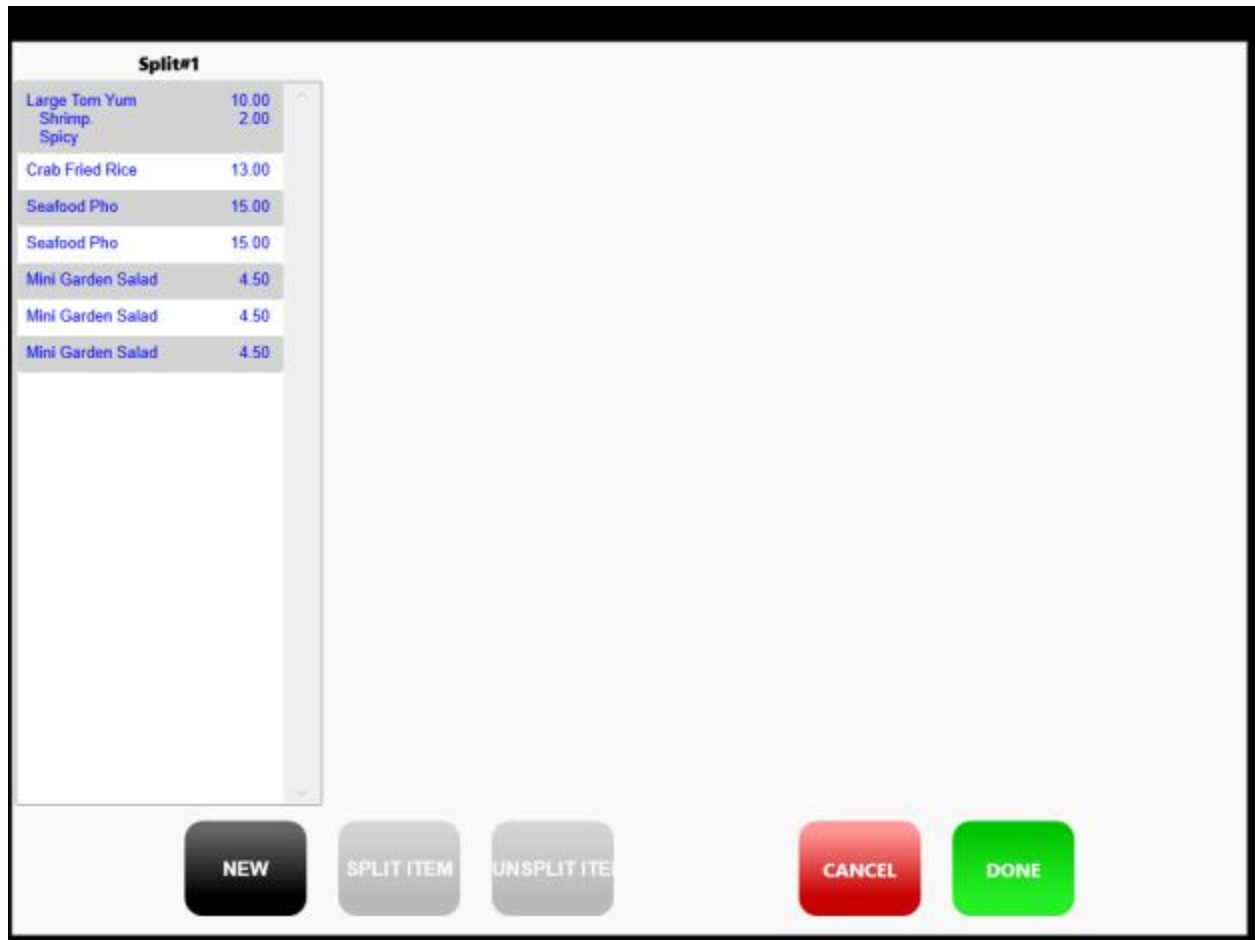 Split#1
Large Tom Yum 10.00
Shrimp. 2.00
Spicy
Crab Fried Rice 13.00
Seafood Pho 15.00
Seafood Pho 15.00
Mini Garden Salad 4.50
Mini Garden Salad 4.50
Mini Garden Salad 4.50
NEW SPLIT ITEM UNSPLIT ITE CANCEL DONE